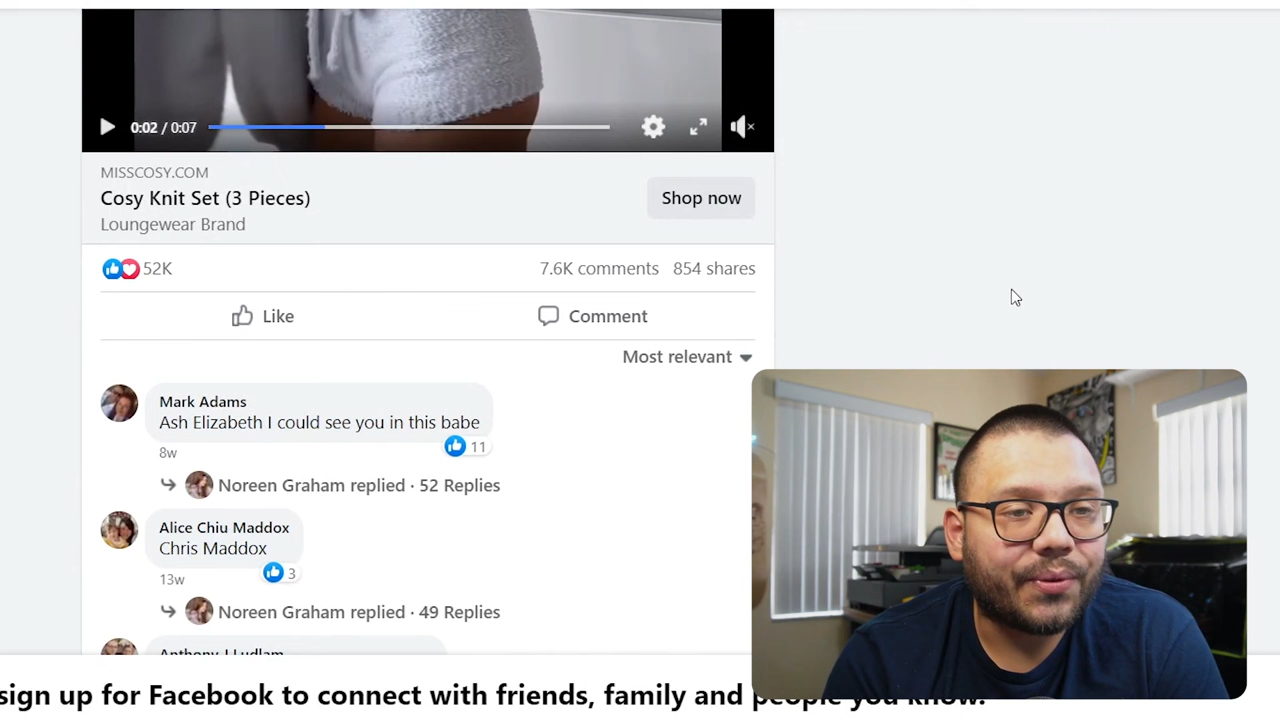 0:02 / 0:07
MISSCOSY.COM
Cosy Knit Set (3 Pieces)
Shop now
Loungewear Brand
52K
7.6K comments 854 shares
Like
Comment
Most relevant
Mark Adams
Ash Elizabeth I could see you in this babe
11
8w
Noreen Graham replied · 52 Replies
Alice Chiu Maddox
Chris Maddox
3
13w
Noreen Graham replied · 49 Replies
Anthony J Ludlam
sign up for Facebook to connect with friends, family and people you know.